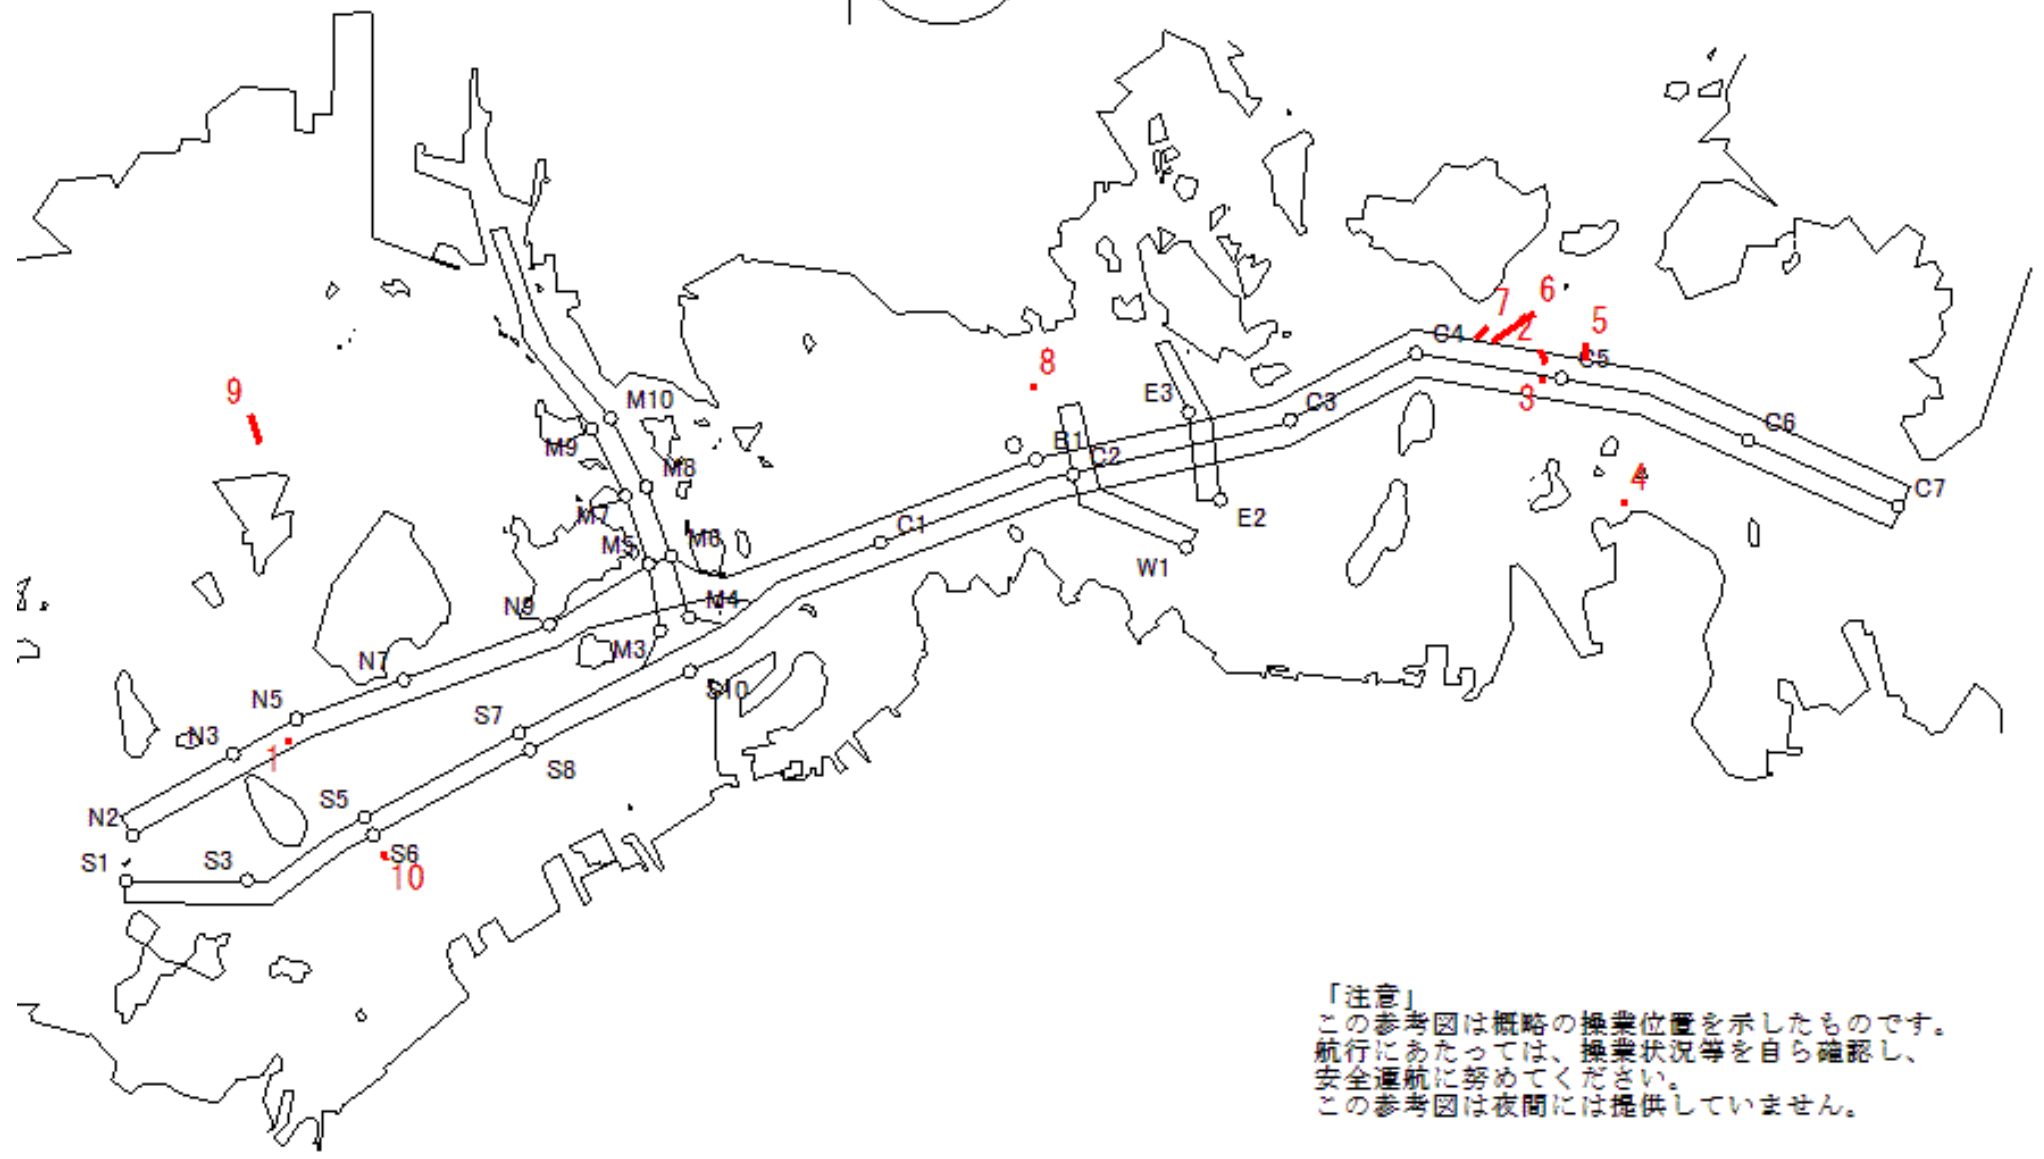 7
6
C4
2
5
C5
8
E3
3
C3
9
M10
C6
M9
B1
C2
M8
4
C7
M7
E2
C1
M5
M6
W1
N9
M4
M3
N7
S10
N5
S7
N3
1
S8
S5
N2
S6
S1
S3
10
「注意」
この参考図は概略の操業位置を示したものです。
航行にあたっては、操業状況等を自ら確認し、
安全運航に努めてください。
この参考図は夜間には提供していません。